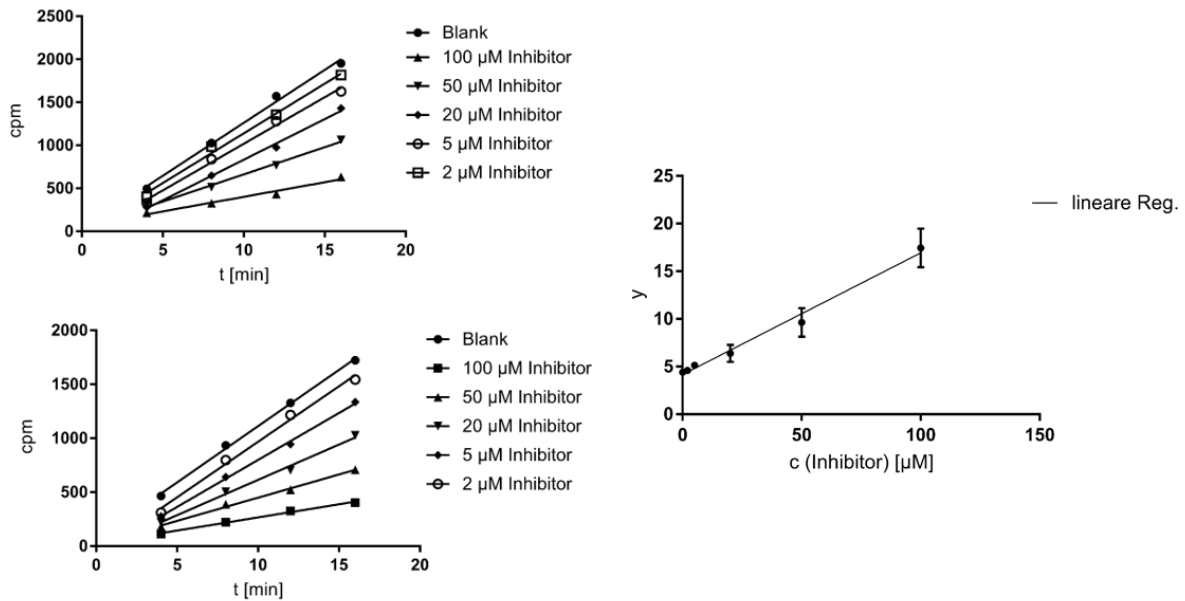 2500
2000
1500
1000
500
0
cpm
0 5 10 15 20
t [min]
Blank
100 µM Inhibitor
50 µM Inhibitor
20 µM Inhibitor
5 µM Inhibitor
2 µM Inhibitor
2000
1500
1000
500
0
cpm
0 5 10 15 20
t [min]
Blank
100 µM Inhibitor
50 µM Inhibitor
20 µM Inhibitor
5 µM Inhibitor
2 µM Inhibitor
25
20
15
10
5
0
y
0 50 100 150
c (Inhibitor) [µM]
lineare Reg.